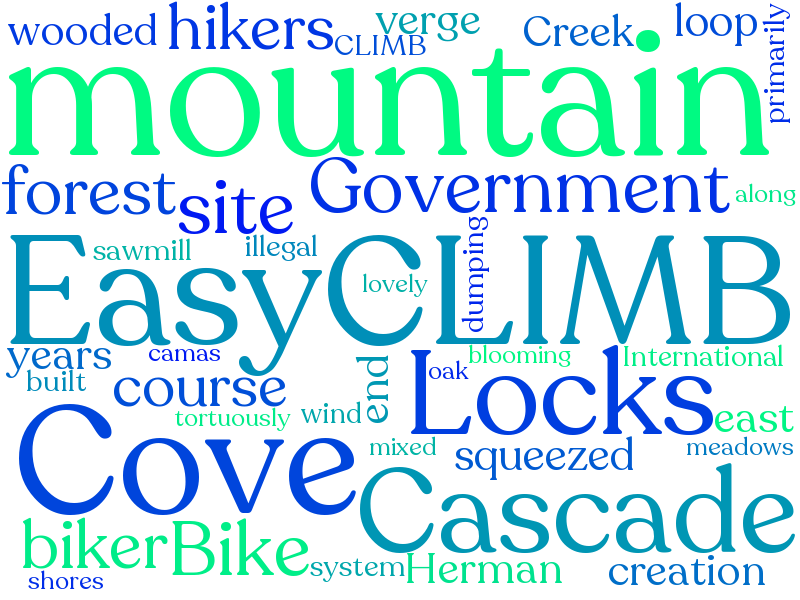 wooded hikers CLIMB verge Creek loop
primarily
mountain
forest site Government along
sawmill illegal dumping
EasyCLIMB
lovely
years camas blooming International
built course end oak Locks
tortuously wind east
Cove mixed squeezed meadows
Cascade
biker Bike system Herman creation
shores